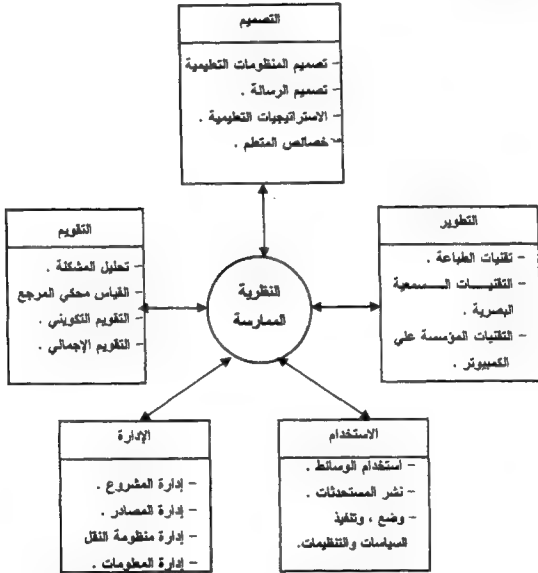 التصميم
– تصميم المنظومات التعليمية
– تصميم الرسالة .
– الاستراتيجيات التعليمية .
– خصائص المتعلم .
التطوير
– تقنيات الطباعة .
– التقنيات السمعية
البصرية .
– التقنيات المؤسسة علي
الكمبيوتر .
النظرية
الممارسة
التقويم
– تحليل المشكلة .
– القياس محكي المرجع
– التقويم التكويني .
– التقويم الإجمالي .
الاستخدام
– استخدام الوسائط .
– نشر المستحدثات .
– وضع ، وتنفيذ
السياسات والتنظيمات.
الإدارة
– إدارة المشروع .
– إدارة المصادر .
– إدارة منظومة النقل
– إدارة المعلومات .